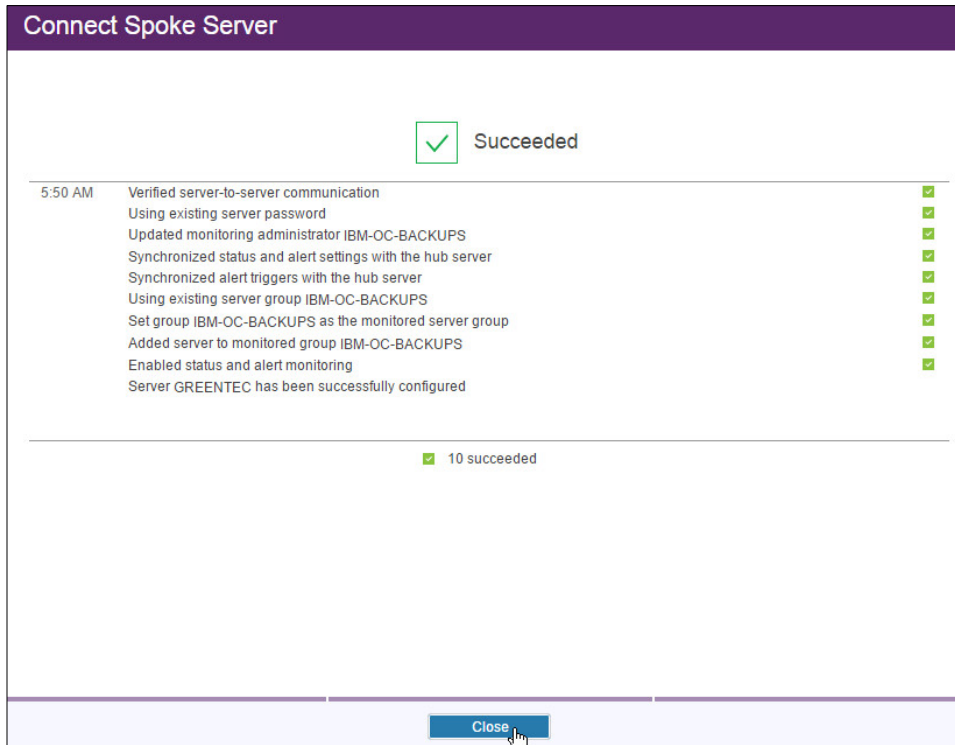 Connect Spoke Server
Succeeded
5:50 AM Verified server-to-server communication
Using existing server password
Updated monitoring administrator IBM-OC-BACKUPS
Synchronized status and alert settings with the hub server
Synchronized alert triggers with the hub server
Using existing server group IBM-OC-BACKUPS
Set group IBM-OC-BACKUPS as the monitored server group
Added server to monitored group IBM-OC-BACKUPS
Enabled status and alert monitoring
Server GREENTEC has been successfully configured
10 succeeded
Close